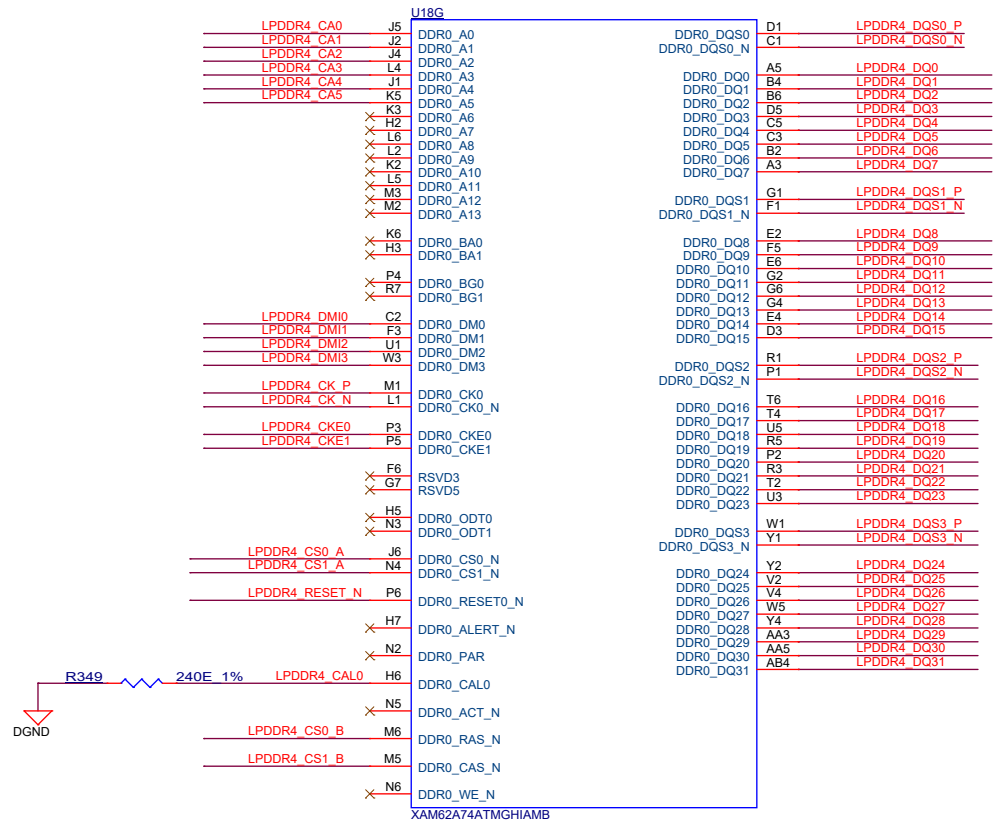 U18G
LPDDR4_CA0 J5 DDR0_A0 DDR0_DQS0 D1 LPDDR4_DQS0_P
LPDDR4_CA1 J2 DDR0_A1 DDR0_DQS0_N C1 LPDDR4_DQS0_N
LPDDR4_CA2 J4 DDR0_A2
LPDDR4_CA3 L4 DDR0_A3 DDR0_DQ0 A5 LPDDR4_DQ0
LPDDR4_CA4 J1 DDR0_A4 DDR0_DQ1 B4 LPDDR4_DQ1
LPDDR4_CA5 K5 DDR0_A5 DDR0_DQ2 B6 LPDDR4_DQ2
K3 DDR0_A6 DDR0_DQ3 D5 LPDDR4_DQ3
H2 DDR0_A7 DDR0_DQ4 C5 LPDDR4_DQ4
L6 DDR0_A8 DDR0_DQ5 C3 LPDDR4_DQ5
L2 DDR0_A9 DDR0_DQ6 B2 LPDDR4_DQ6
K2 DDR0_A10 DDR0_DQ7 A3 LPDDR4_DQ7
L5 DDR0_A11
M3 DDR0_A12 DDR0_DQS1 G1 LPDDR4_DQS1_P
M2 DDR0_A13 DDR0_DQS1_N F1 LPDDR4_DQS1_N
K6 DDR0_BA0 DDR0_DQ8 E2 LPDDR4_DQ8
H3 DDR0_BA1 DDR0_DQ9 F5 LPDDR4_DQ9
DDR0_DQ10 E6 LPDDR4_DQ10
P4 DDR0_BG0 DDR0_DQ11 G2 LPDDR4_DQ11
R7 DDR0_BG1 DDR0_DQ12 G6 LPDDR4_DQ12
DDR0_DQ13 G4 LPDDR4_DQ13
LPDDR4_DMI0 C2 DDR0_DM0 DDR0_DQ14 E4 LPDDR4_DQ14
LPDDR4_DMI1 F3 DDR0_DM1 DDR0_DQ15 D3 LPDDR4_DQ15
LPDDR4_DMI2 U1 DDR0_DM2
LPDDR4_DMI3 W3 DDR0_DM3 DDR0_DQS2 R1 LPDDR4_DQS2_P
DDR0_DQS2_N P1 LPDDR4_DQS2_N
LPDDR4_CK_P M1 DDR0_CK0
LPDDR4_CK_N L1 DDR0_CK0_N DDR0_DQ16 T6 LPDDR4_DQ16
DDR0_DQ17 T4 LPDDR4_DQ17
LPDDR4_CKE0 P3 DDR0_CKE0 DDR0_DQ18 U5 LPDDR4_DQ18
LPDDR4_CKE1 P5 DDR0_CKE1 DDR0_DQ19 R5 LPDDR4_DQ19
DDR0_DQ20 P2 LPDDR4_DQ20
F6 RSVD3 DDR0_DQ21 R3 LPDDR4_DQ21
G7 RSVD5 DDR0_DQ22 T2 LPDDR4_DQ22
DDR0_DQ23 U3 LPDDR4_DQ23
H5 DDR0_ODT0
N3 DDR0_ODT1 DDR0_DQS3 W1 LPDDR4_DQS3_P
DDR0_DQS3_N Y1 LPDDR4_DQS3_N
LPDDR4_CS0_A J6 DDR0_CS0_N
LPDDR4_CS1_A N4 DDR0_CS1_N DDR0_DQ24 Y2 LPDDR4_DQ24
DDR0_DQ25 V2 LPDDR4_DQ25
LPDDR4_RESET_N P6 DDR0_RESET0_N DDR0_DQ26 V4 LPDDR4_DQ26
DDR0_DQ27 W5 LPDDR4_DQ27
H7 DDR0_ALERT_N DDR0_DQ28 Y4 LPDDR4_DQ28
DDR0_DQ29 AA3 LPDDR4_DQ29
N2 DDR0_PAR DDR0_DQ30 AA5 LPDDR4_DQ30
DDR0_DQ31 AB4 LPDDR4_DQ31
R349 240E_1% LPDDR4_CAL0 H6 DDR0_CAL0
DGND
N5 DDR0_ACT_N
LPDDR4_CS0_B M6 DDR0_RAS_N
LPDDR4_CS1_B M5 DDR0_CAS_N
N6 DDR0_WE_N
XAM62A74ATMGHIAMB